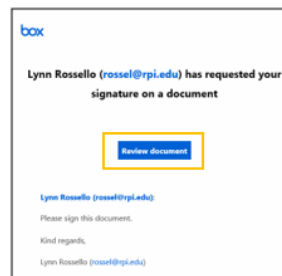 box
Lynn Rossello (rossel@rpi.edu) has requested your
signature on a document
Review document
Lynn Rossello (rossel@rpi.edu):
Please sign this document.
Kind regards,
Lynn Rossello (rossel@rpi.edu)